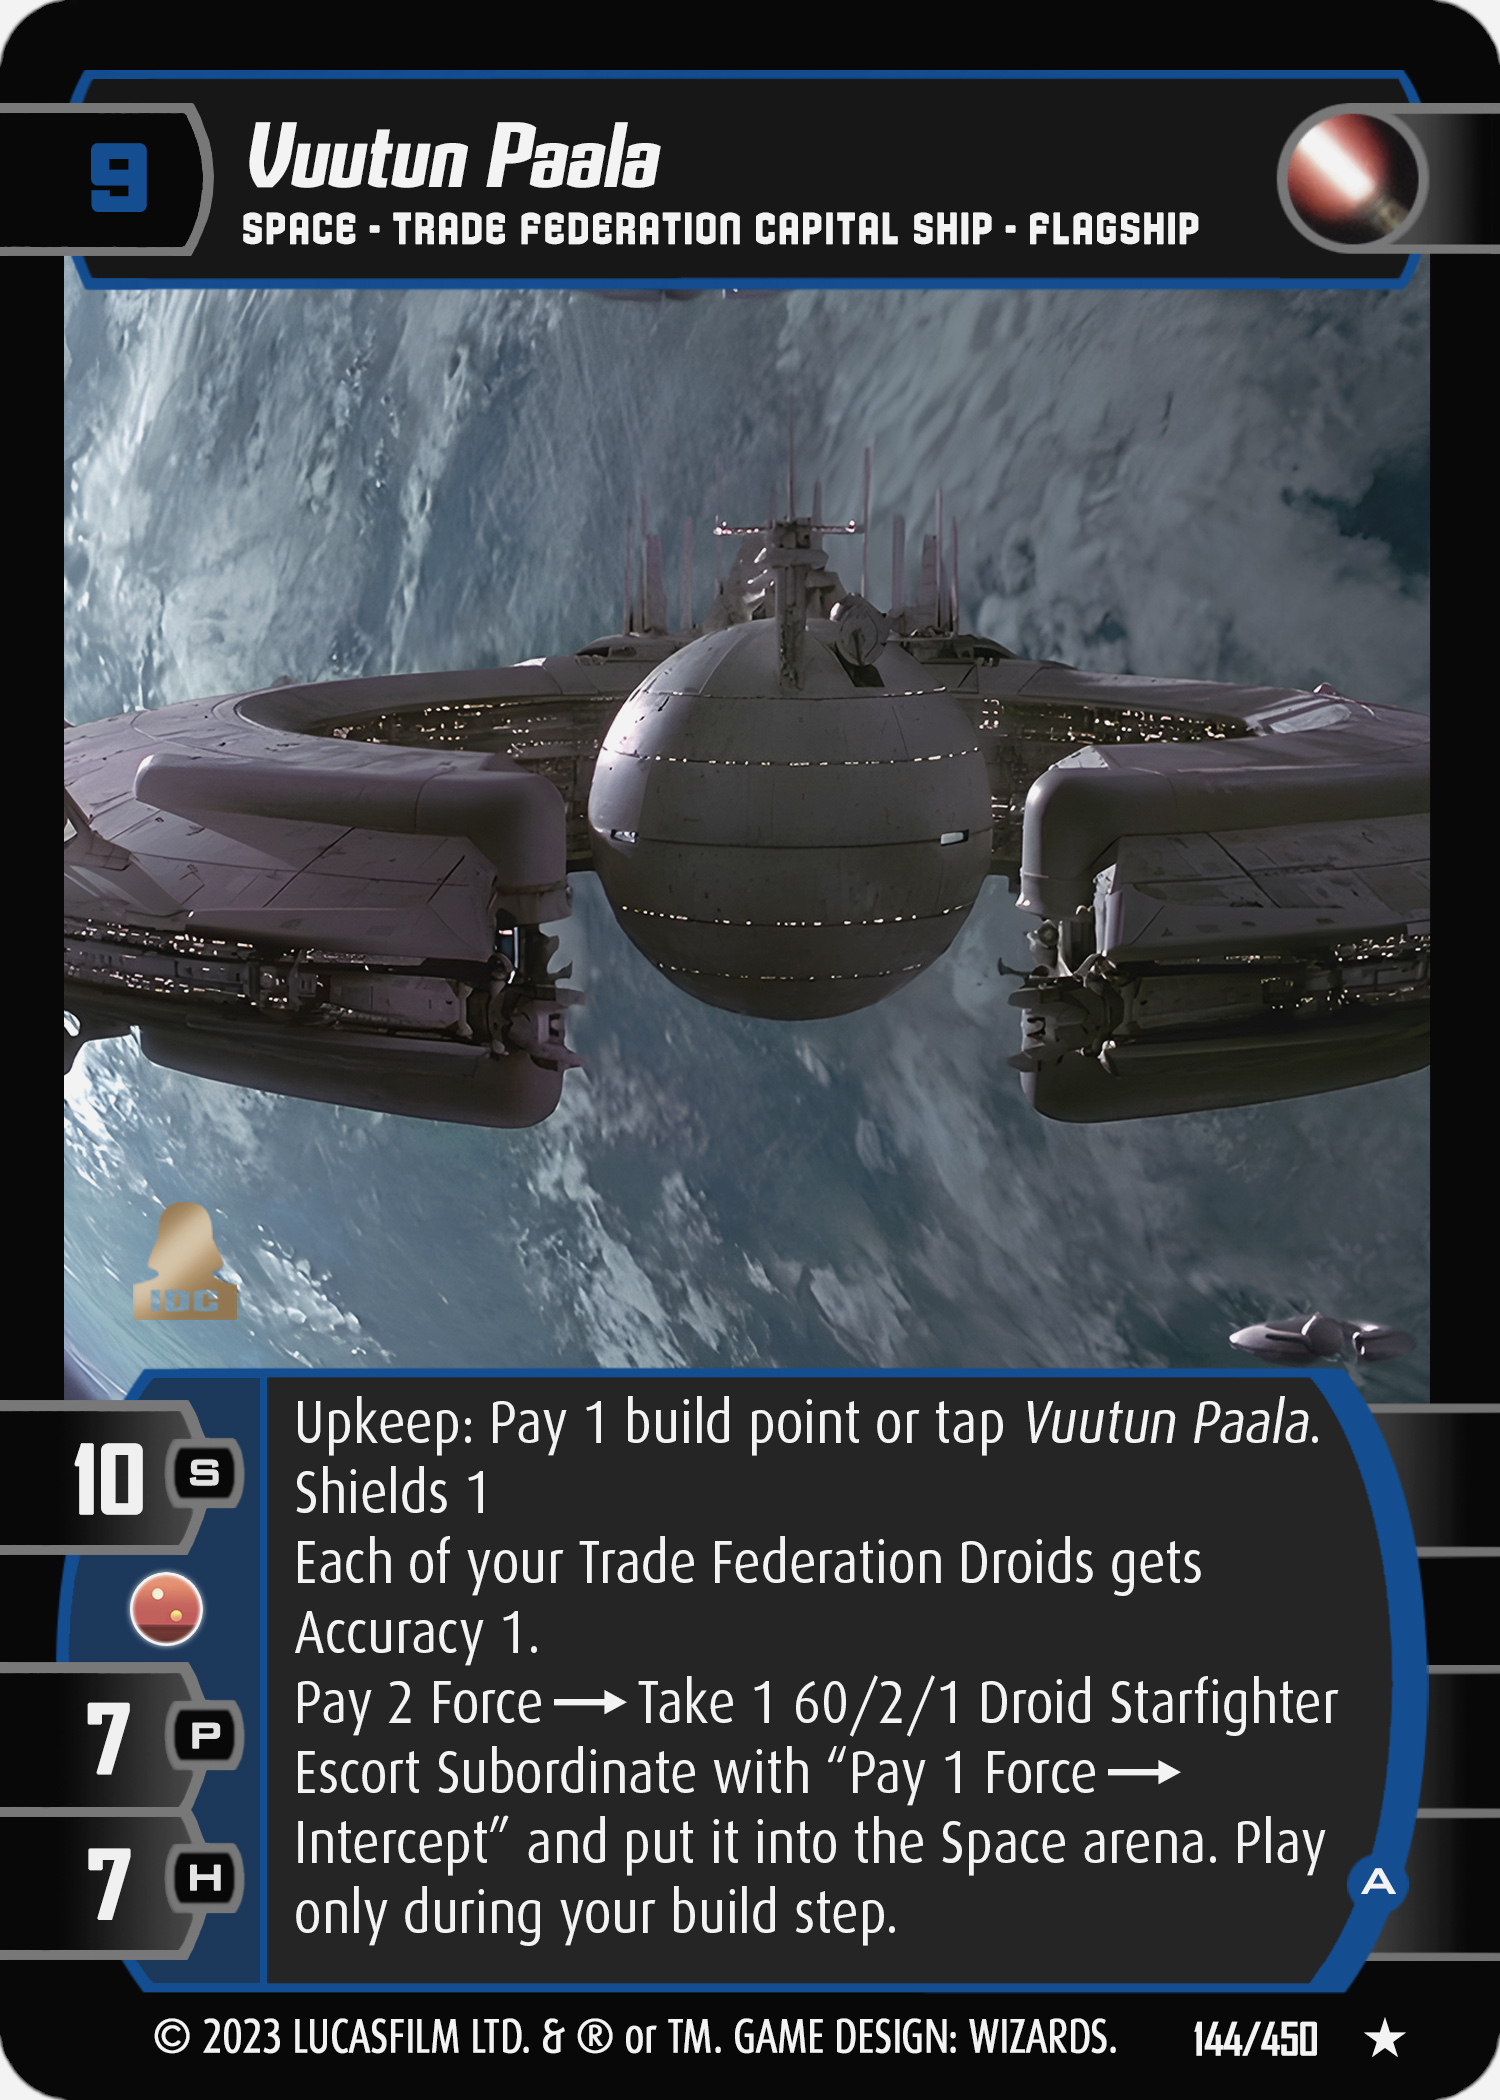 9
Vuutun Paala
SPACE - TRADE FEDERATION CAPITAL SHIP - FLAGSHIP
IDC
10 S
7 P
7 H
Upkeep: Pay 1 build point or tap Vuutun Paala.
Shields 1
Each of your Trade Federation Droids gets
Accuracy 1.
Pay 2 Force → Take 1 60/2/1 Droid Starfighter
Escort Subordinate with “Pay 1 Force →
Intercept” and put it into the Space arena. Play
only during your build step.
A
© 2023 LUCASFILM LTD. & ® or TM. GAME DESIGN: WIZARDS. 144/450 ★